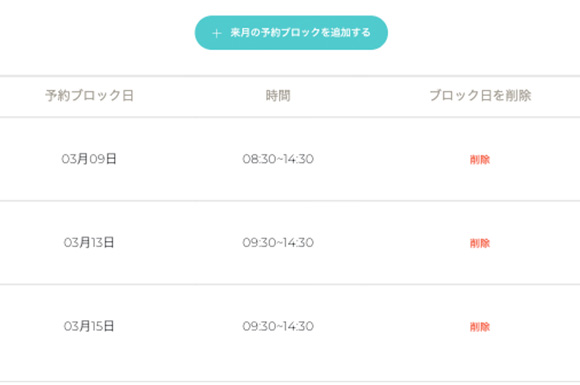 ＋ 来月の予約ブロックを追加する
予約ブロック日 時間 ブロック日を削除
03月09日 08:30~14:30 削除
03月13日 09:30~14:30 削除
03月15日 09:30~14:30 削除